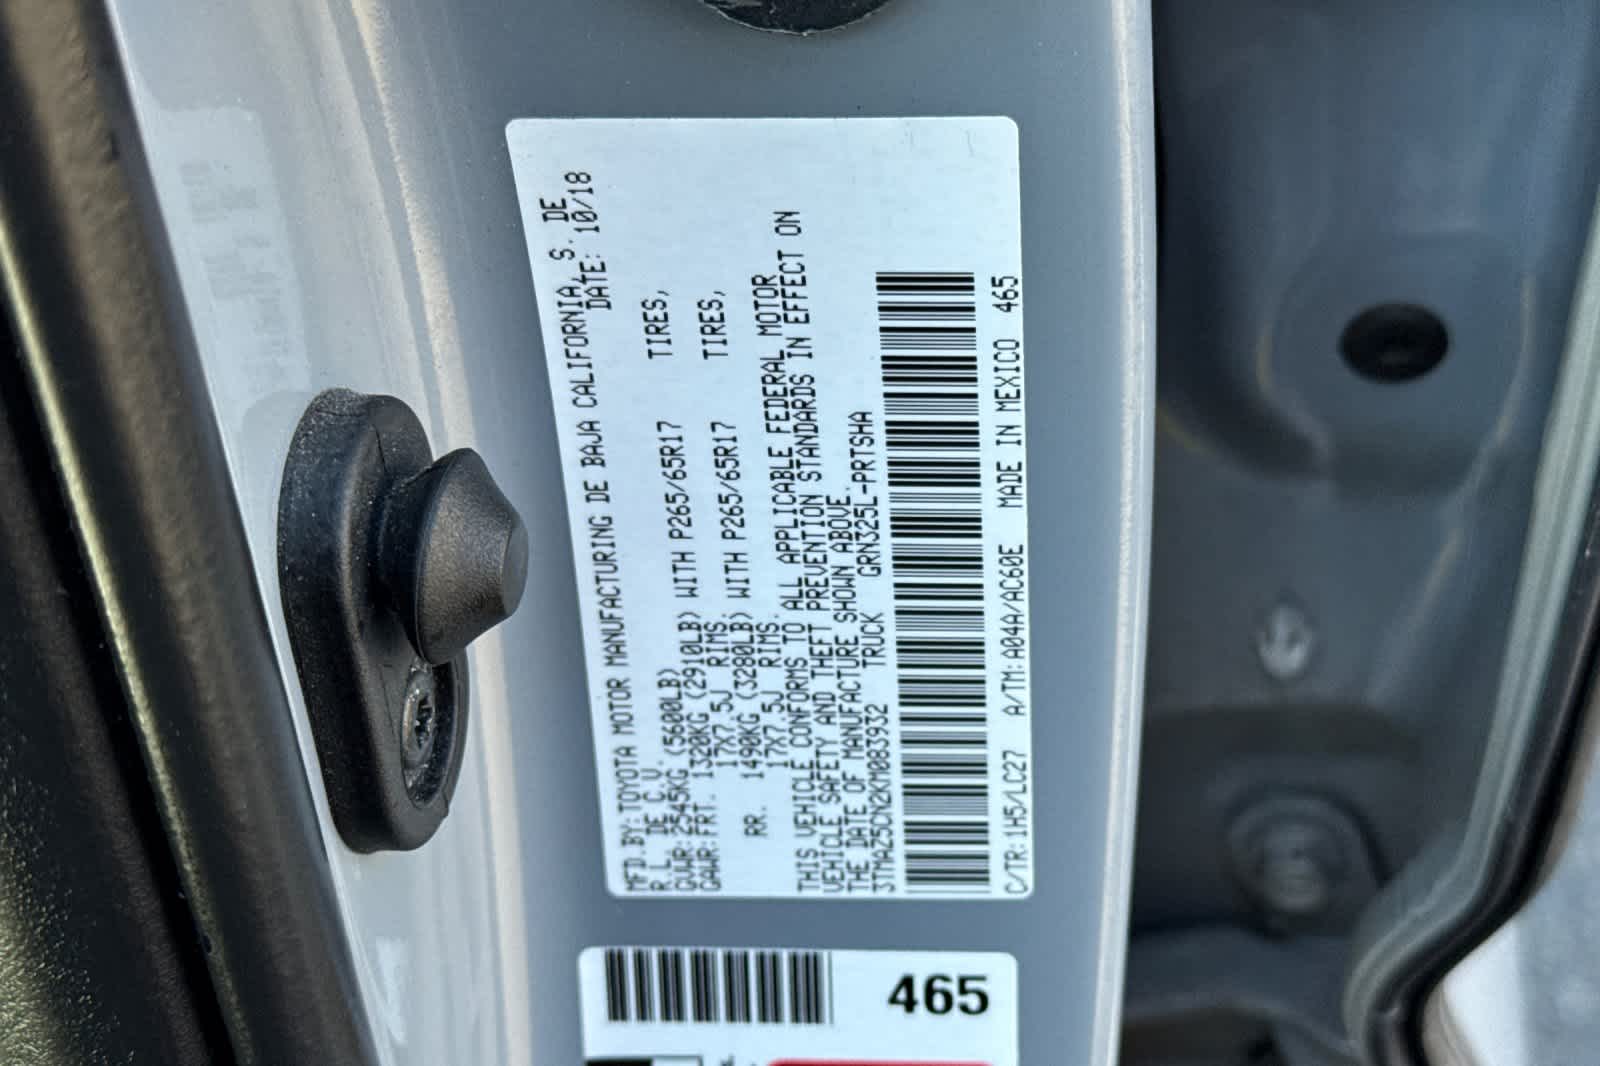 MFD.BY:TOYOTA MOTOR MANUFACTURING DE BAJA CALIFORNIA, S. DE
R.L. DE C.V. DATE: 10/18
GVWR:2545KG (5600LB)
GAWR:FRT. 1320KG (2910LB) WITH P265/65R17 TIRES,
17X7.5J RIMS.
RR. 1490KG (3280LB) WITH P265/65R17 TIRES,
17X7.5J RIMS.
THIS VEHICLE CONFORMS TO ALL APPLICABLE FEDERAL MOTOR
VEHICLE SAFETY AND THEFT PREVENTION STANDARDS IN EFFECT ON
THE DATE OF MANUFACTURE SHOWN ABOVE.
3TMAZ5CN2KM083932 TRUCK GRN325L-PRTSHA
C/TR:1H5/LC27 A/TM:A04A/AC60E MADE IN MEXICO 465
465